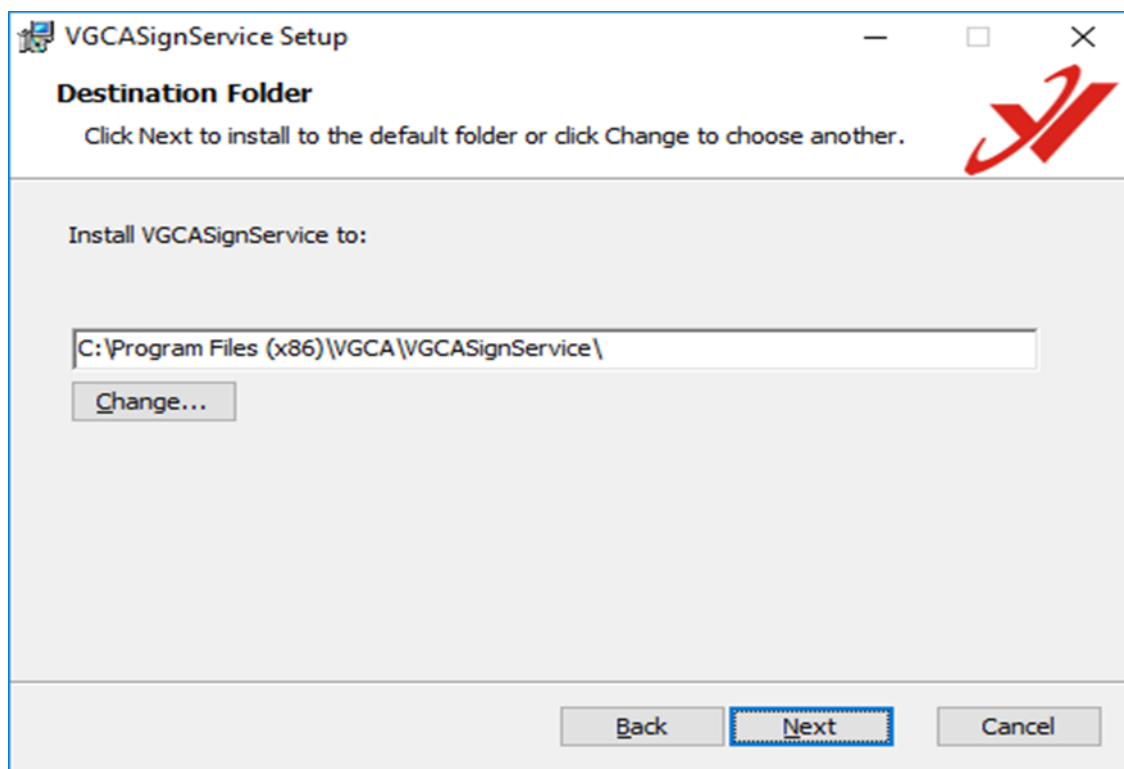 VGCASignService Setup
Destination Folder
Click Next to install to the default folder or click Change to choose another.
Install VGCASignService to:
C:\Program Files (x86)\VGCA\VGCASignService\
Change...
Back Next Cancel